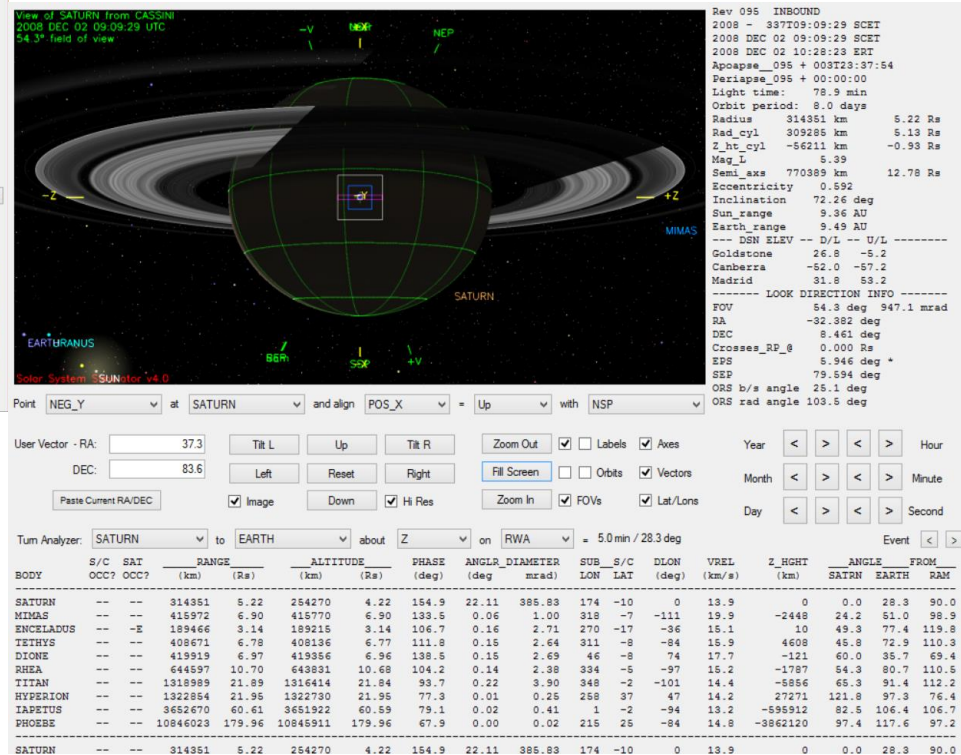 View of SATURN from CASSINI
2008 DEC 02 09:09:29 UTC
54.3° field of view
-V
NEP
-Z
+Z
-Y
MIMAS
SATURN
EARTH
URANUS
+V
SUN
Point NEG_Y at SATURN and align POS_X = Up with NSP
User Vector - RA: 37.3 Tilt L Up Tilt R Zoom Out Labels Axes Year < > < > Hour
DEC: 83.6 Left Reset Right Fill Screen Orbits Vectors Month < > < > Minute
Paste Current RA/DEC Image Down Hi Res Zoom In FOVs Lat/Lons Day < > < > Second
Turn Analyzer: SATURN to EARTH about Z on RWA = 5.0 min / 28.3 deg Event < >
Rev 095 INBOUND
2008 - 337T09:09:29 SCET
2008 DEC 02 09:09:29 SCET
2008 DEC 02 10:28:23 ERT
Apoapse__095 + 003T23:37:54
Periapse_095 + 00:00:00
Light time: 78.9 min
Orbit period: 8.0 days
Radius 314351 km 5.22 Rs
Rad_cyl 309285 km 5.13 Rs
Z_ht_cyl -56211 km -0.93 Rs
Mag_L 5.39
Semi_axs 770389 km 12.78 Rs
Eccentricity 0.592
Inclination 72.26 deg
Sun_range 9.36 AU
Earth_range 9.49 AU
--- DSN ELEV -- D/L -- U/L --------
Goldstone 26.8 -5.2
Canberra -52.0 -57.2
Madrid 31.8 53.2
------- LOOK DIRECTION INFO -------
FOV 54.3 deg 947.1 mrad
RA -32.382 deg
DEC 8.461 deg
Crosses_RP_@ 0.000 Rs
EPS 5.946 deg *
SEP 79.594 deg
ORS b/s angle 25.1 deg
ORS rad angle 103.5 deg
S/C SAT ___RANGE______ ____ALTITUDE____ PHASE ANGLR_DIAMETER SUB__S/C DLON VREL Z_HGHT ___ANGLE___FROM___
BODY OCC? OCC? (km) (Rs) (km) (Rs) (deg) (deg mrad) LON LAT (deg) (km/s) (km) SATRN EARTH RAM
SATURN -- -- 314351 5.22 254270 4.22 154.9 22.11 385.83 174 -10 0 13.9 0 0.0 28.3 90.0
MIMAS -- -- 415972 6.90 415770 6.90 133.5 0.06 1.00 318 -7 -111 19.9 -2448 24.2 51.0 98.9
ENCELADUS -- -E 189466 3.14 189215 3.14 106.7 0.16 2.71 270 -17 -36 15.1 10 49.3 77.4 119.8
TETHYS -- -- 408671 6.78 408136 6.77 111.8 0.15 2.64 311 -8 -84 15.9 4608 45.8 72.9 110.3
DIONE -- -- 419919 6.97 419356 6.96 138.5 0.15 2.69 46 -8 74 17.7 -121 60.0 35.7 69.4
RHEA -- -- 644597 10.70 643831 10.68 104.2 0.14 2.38 334 -5 -97 15.2 -1787 54.3 80.7 110.5
TITAN -- -- 1318989 21.89 1316414 21.84 93.7 0.22 3.90 348 -2 -101 14.4 -5856 65.3 91.4 112.2
HYPERION -- -- 1322854 21.95 1322730 21.95 77.3 0.01 0.25 258 37 47 14.2 27271 121.8 97.3 76.4
IAPETUS -- -- 3652670 60.61 3651922 60.59 79.1 0.02 0.41 1 -2 -94 13.2 -595912 82.5 106.4 106.7
PHOEBE -- -- 10846023 179.96 10845911 179.96 67.9 0.00 0.02 215 25 -84 14.8 -3862120 97.4 117.6 97.2
SATURN -- -- 314351 5.22 254270 4.22 154.9 22.11 385.83 174 -10 0 13.9 0 0.0 28.3 90.0